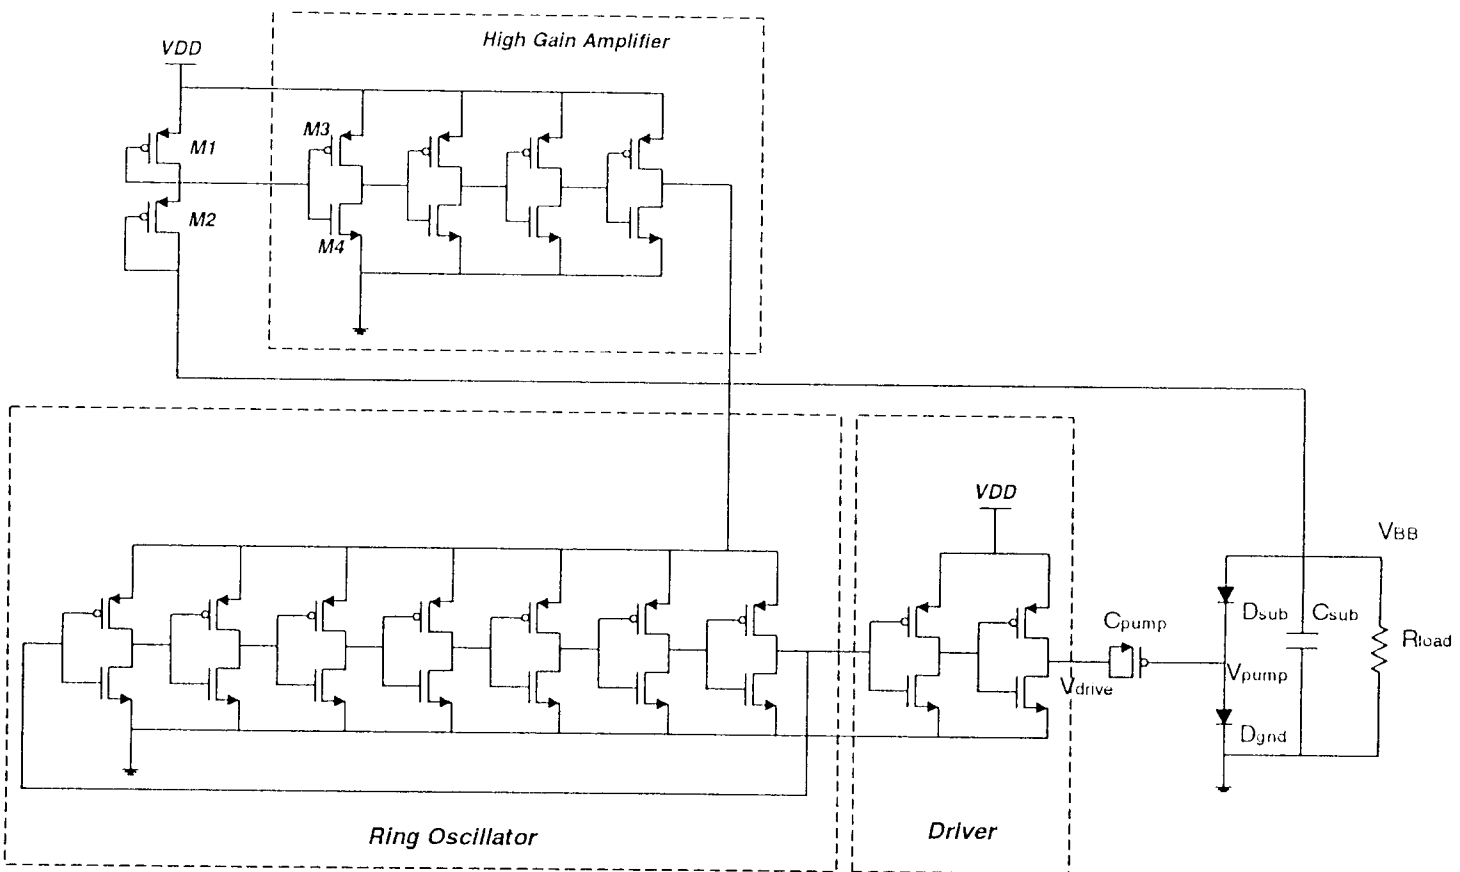 High Gain Amplifier
VDD
M3
M1
M2
M4
VDD
VBB
Cpump
Dsub
Csub
Rload
Vpump
Vdrive
Dgnd
Ring Oscillator
Driver